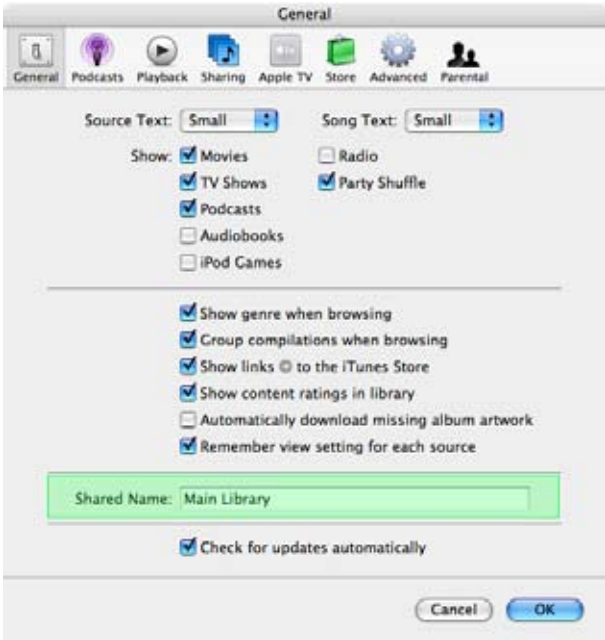 General
General Podcasts Playback Sharing Apple TV Store Advanced Parental
Source Text: Small Song Text: Small
Show: Movies Radio
TV Shows Party Shuffle
Podcasts
Audiobooks
iPod Games
Show genre when browsing
Group compilations when browsing
Show links to the iTunes Store
Show content ratings in library
Automatically download missing album artwork
Remember view setting for each source
Shared Name: Main Library
Check for updates automatically
Cancel OK